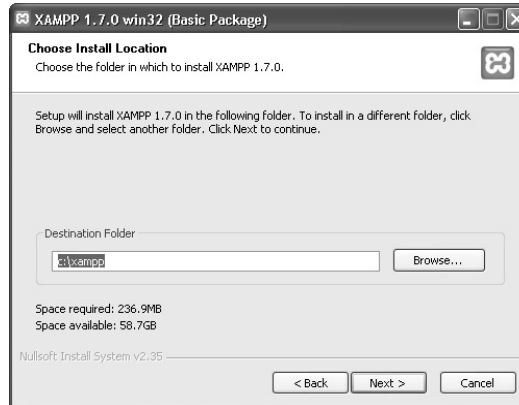 XAMPP 1.7.0 win32 (Basic Package)
Choose Install Location
Choose the folder in which to install XAMPP 1.7.0.
Setup will install XAMPP 1.7.0 in the following folder. To install in a different folder, click
Browse and select another folder. Click Next to continue.
Destination Folder
c:\xampp
Browse...
Space required: 236.9MB
Space available: 58.7GB
Nullsoft Install System v2.35
< Back Next > Cancel